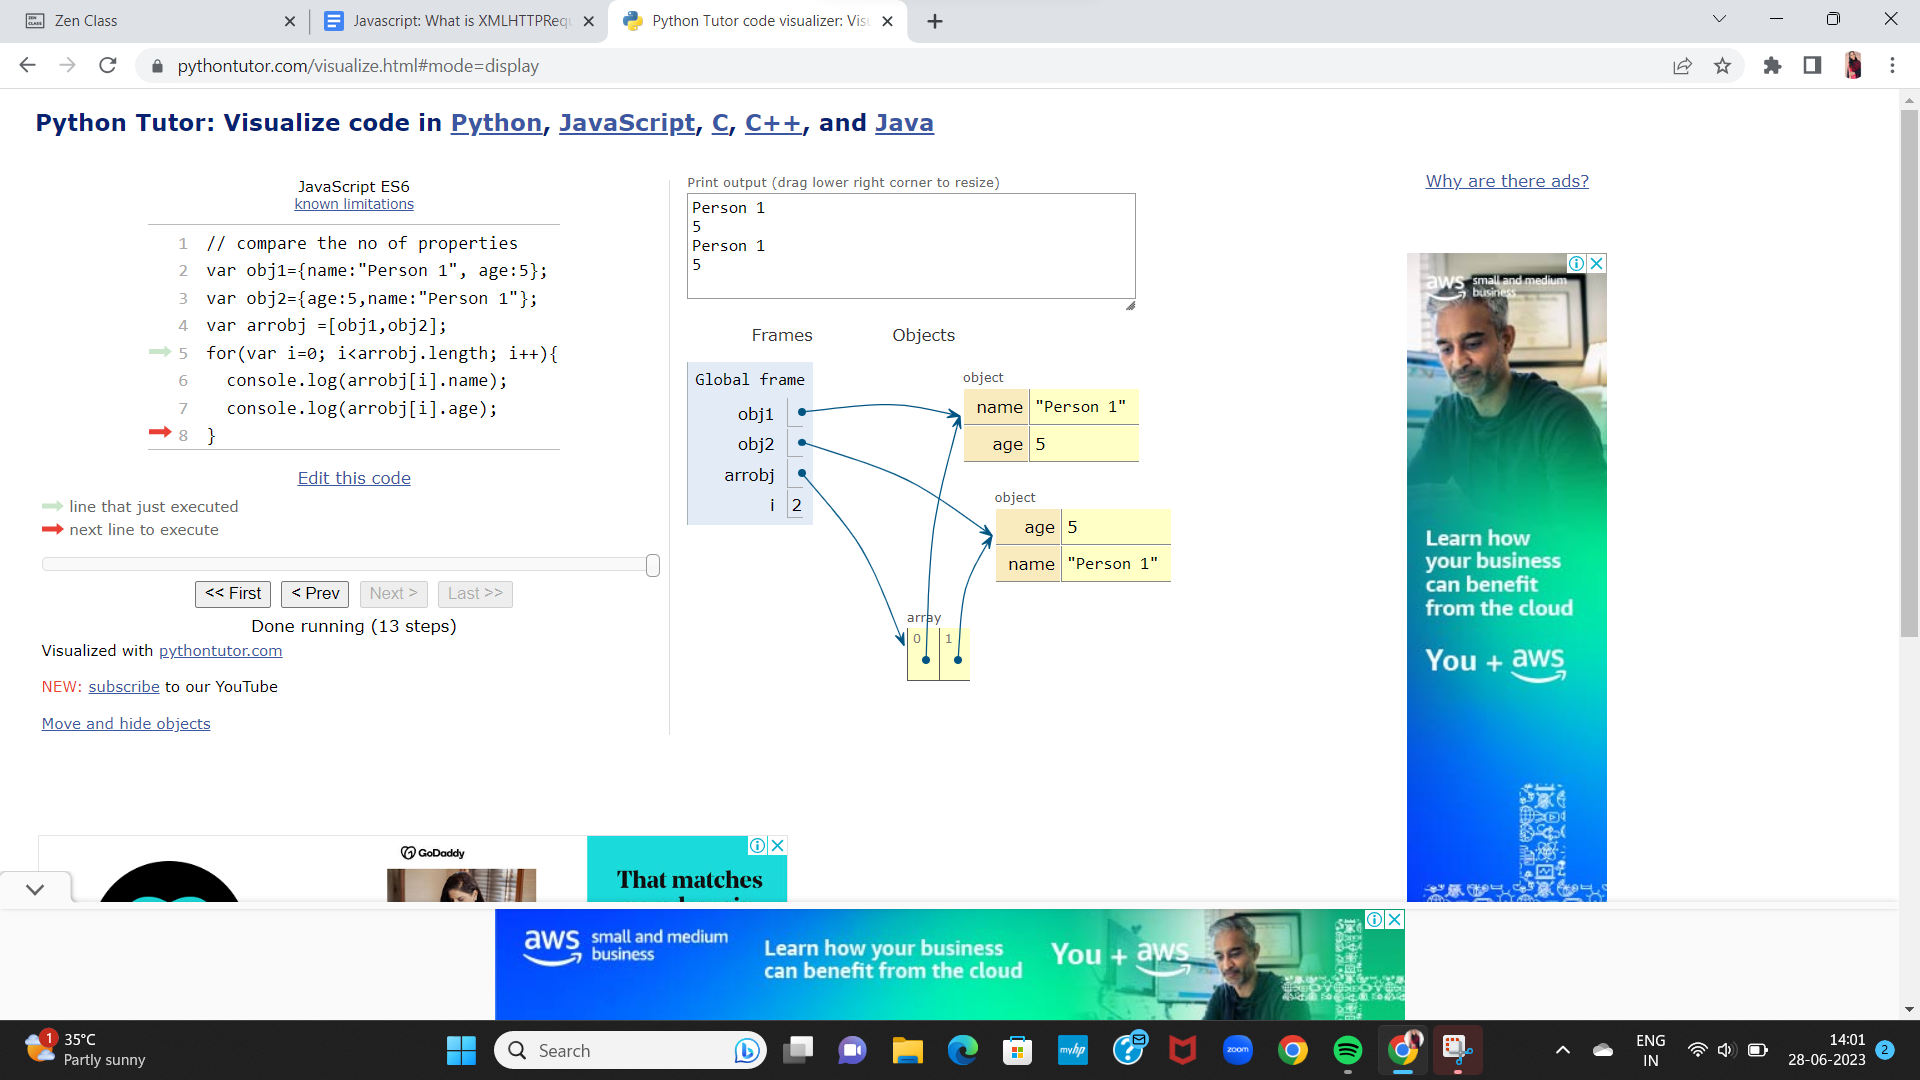 Zen Class
Javascript: What is XMLHTTPReq
Python Tutor code visualizer: Vis
pythontutor.com/visualize.html#mode=display
Python Tutor: Visualize code in Python, JavaScript, C, C++, and Java
JavaScript ES6
known limitations
1 // compare the no of properties
2 var obj1={name:"Person 1", age:5};
3 var obj2={age:5,name:"Person 1"};
4 var arrobj =[obj1,obj2];
5 for(var i=0; i<arrobj.length; i++){
6 console.log(arrobj[i].name);
7 console.log(arrobj[i].age);
8 }
Edit this code
line that just executed
next line to execute
<< First
< Prev
Next >
Last >>
Done running (13 steps)
Visualized with pythontutor.com
NEW: subscribe to our YouTube
Move and hide objects
Print output (drag lower right corner to resize)
Person 1
5
Person 1
5
Frames
Objects
Global frame
obj1
obj2
arrobj
i 2
object
name "Person 1"
age 5
object
age 5
name "Person 1"
array
0 1
Why are there ads?
aws small and medium
business
Learn how
your business
can benefit
from the cloud
You + aws
GoDaddy
That matches
aws small and medium
business
Learn how your business
can benefit from the cloud
You + aws
1
35°C
Partly sunny
Search
myhp
zoom
ENG
IN
14:01
28-06-2023
2